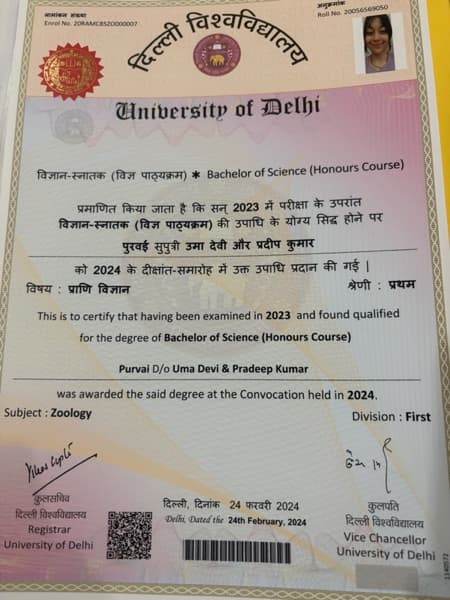 नामांकन संख्या
Enrol No. 20RAMCBSZO000007
अनुक्रमांक
Roll No. 20056569050
दिल्ली विश्वविद्यालय
University of Delhi
विज्ञान-स्नातक (विज्ञ पाठ्यक्रम) * Bachelor of Science (Honours Course)
प्रमाणित किया जाता है कि सन् 2023 में परीक्षा के उपरांत
विज्ञान-स्नातक (विज्ञ पाठ्यक्रम) की उपाधि के योग्य सिद्ध होने पर
पुरवई सुपुत्री उमा देवी और प्रदीप कुमार
को 2024 के दीक्षांत-समारोह में उक्त उपाधि प्रदान की गई |
विषय : प्राणि विज्ञान
श्रेणी : प्रथम
This is to certify that having been examined in 2023 and found qualified
for the degree of Bachelor of Science (Honours Course)
Purvai D/o Uma Devi & Pradeep Kumar
was awarded the said degree at the Convocation held in 2024.
Subject : Zoology
Division : First
कुलसचिव
दिल्ली विश्वविद्यालय
Registrar
University of Delhi
दिल्ली, दिनांक 24 फरवरी 2024
Delhi, Dated the 24th February, 2024
कुलपति
दिल्ली विश्वविद्यालय
Vice Chancellor
University of Delhi